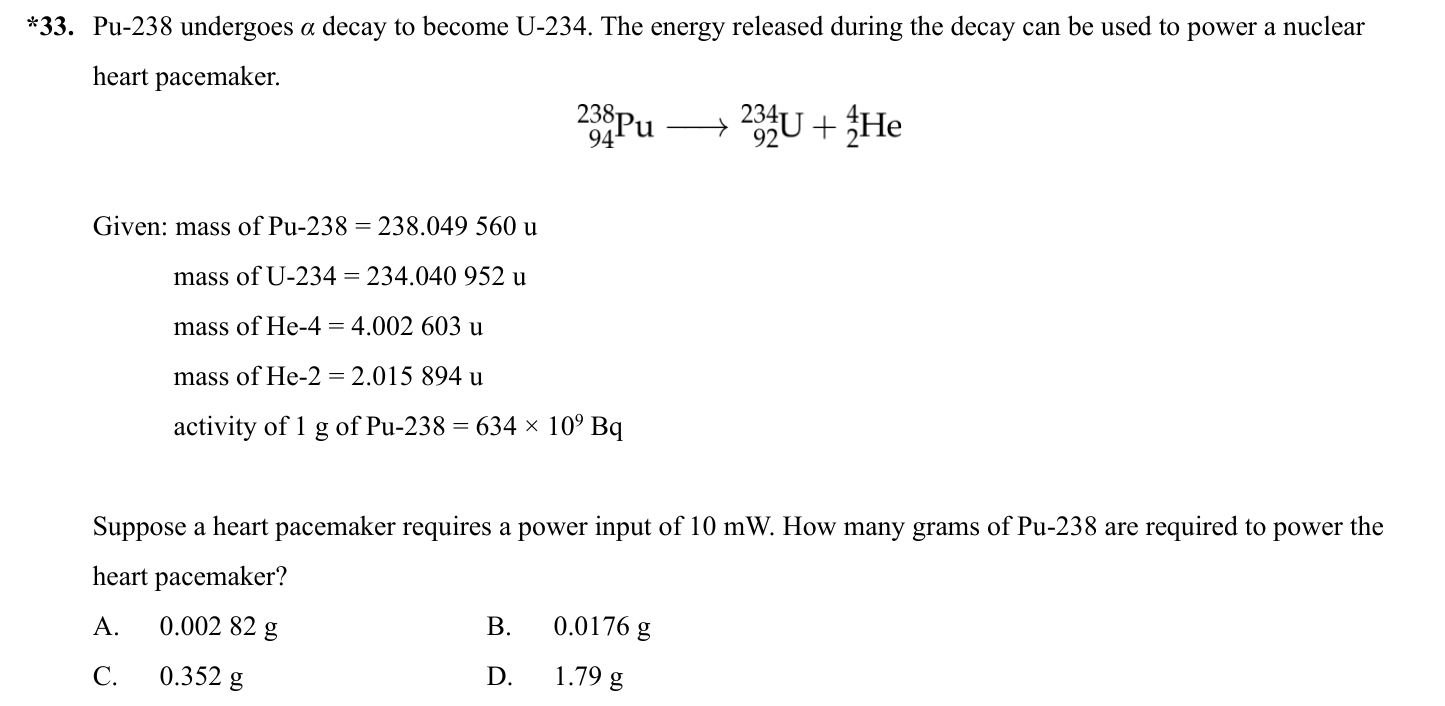 *33. Pu-238 undergoes α decay to become U-234. The energy released during the decay can be used to power a nuclear
heart pacemaker.
²³⁸₉₄Pu ⟶ ²³⁴₉₂U + ⁴₂He
Given: mass of Pu-238 = 238.049 560 u
mass of U-234 = 234.040 952 u
mass of He-4 = 4.002 603 u
mass of He-2 = 2.015 894 u
activity of 1 g of Pu-238 = 634 × 10⁹ Bq
Suppose a heart pacemaker requires a power input of 10 mW. How many grams of Pu-238 are required to power the
heart pacemaker?
A. 0.002 82 g B. 0.0176 g
C. 0.352 g D. 1.79 g